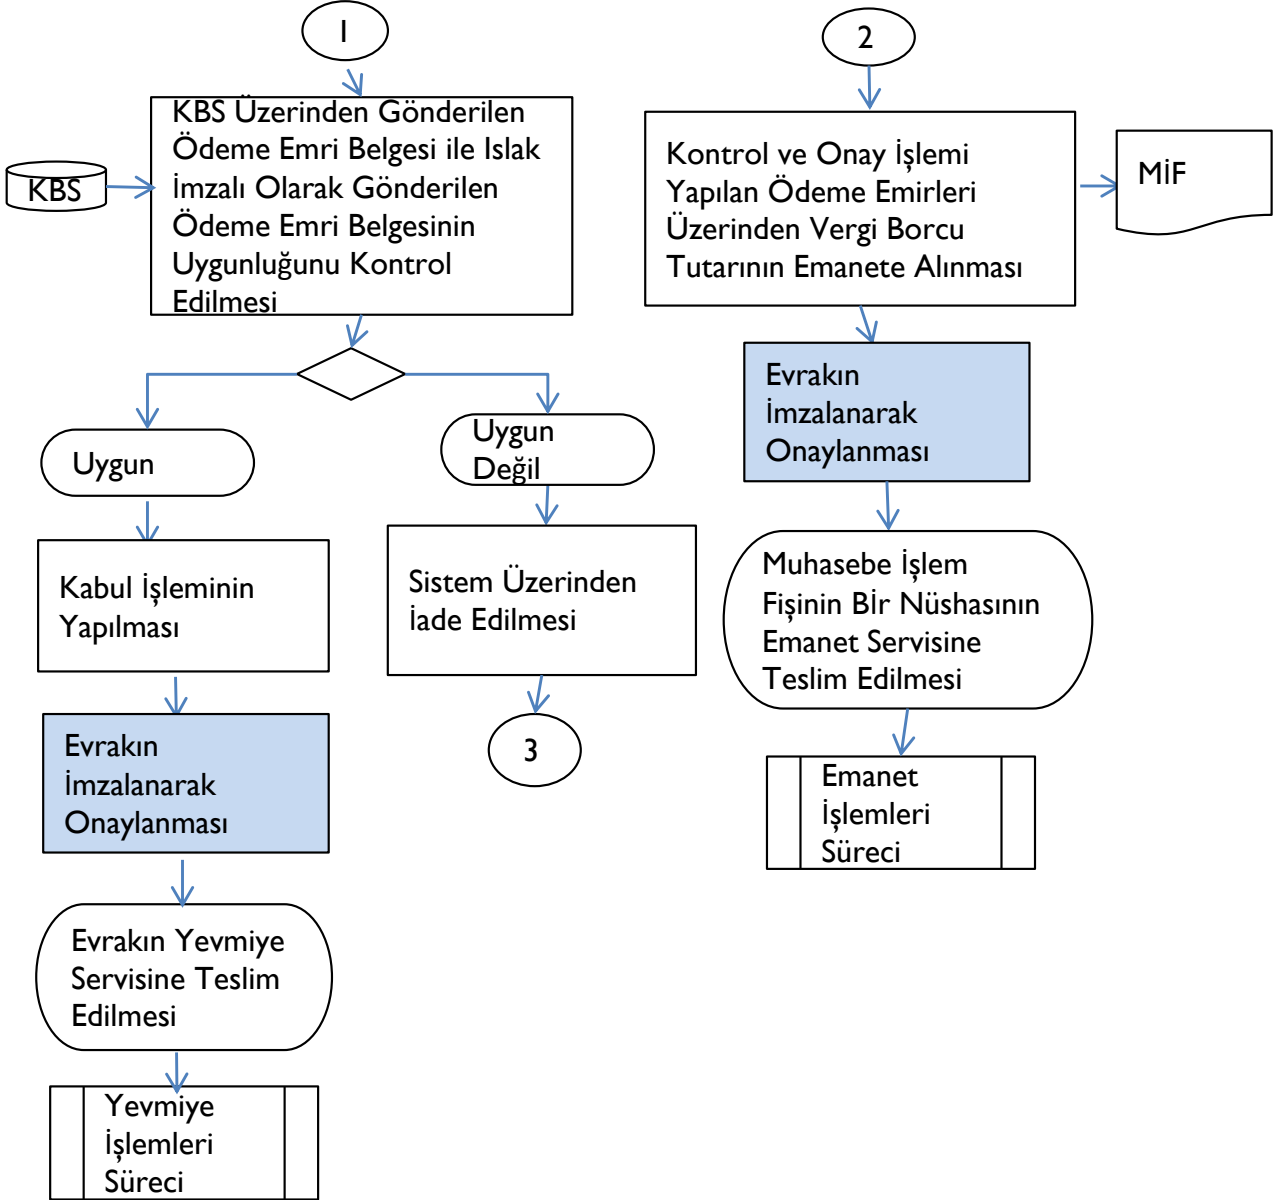 1
KBS Üzerinden Gönderilen
Ödeme Emri Belgesi ile Islak
İmzalı Olarak Gönderilen
Ödeme Emri Belgesinin
Uygunluğunu Kontrol
Edilmesi
KBS
Uygun
Uygun
Değil
Kabul İşleminin
Yapılması
Sistem Üzerinden
İade Edilmesi
3
Evrakın
İmzalanarak
Onaylanması
Evrakın Yevmiye
Servisine Teslim
Edilmesi
Yevmiye
İşlemleri
Süreci
2
Kontrol ve Onay İşlemi
Yapılan Ödeme Emirleri
Üzerinden Vergi Borcu
Tutarının Emanete Alınması
MİF
Evrakın
İmzalanarak
Onaylanması
Muhasebe İşlem
Fişinin Bİr Nüshasının
Emanet Servisine
Teslim Edilmesi
Emanet
İşlemleri
Süreci